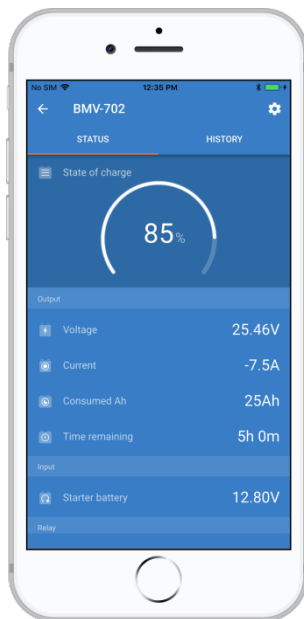 No SIM 12:35 PM
BMV-702
STATUS HISTORY
State of charge
85%
Output
Voltage 25.46V
Current -7.5A
Consumed Ah 25Ah
Time remaining 5h 0m
Input
Starter battery 12.80V
Relay